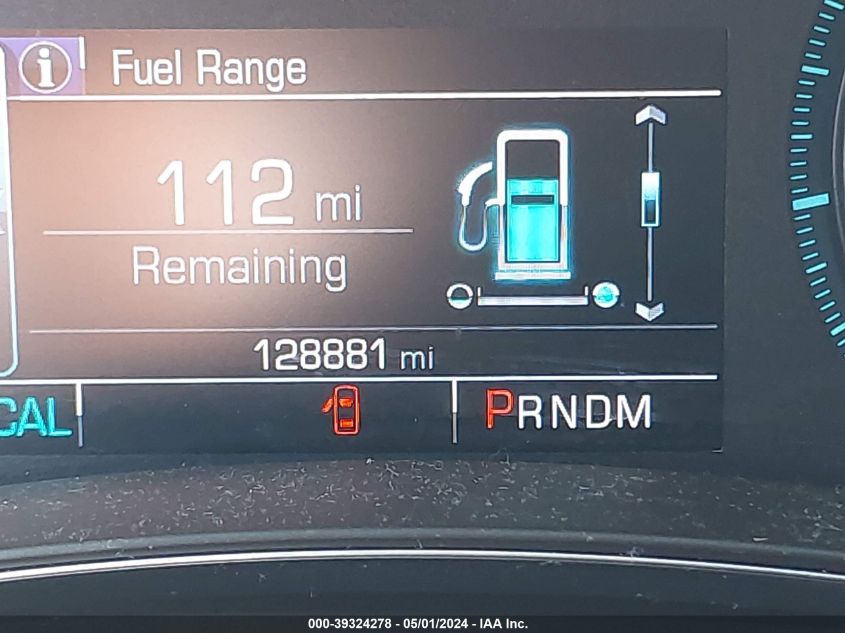 i Fuel Range
112 mi
Remaining
128881 mi
CAL PRNDM
000-39324278 - 05/01/2024 - IAA Inc.